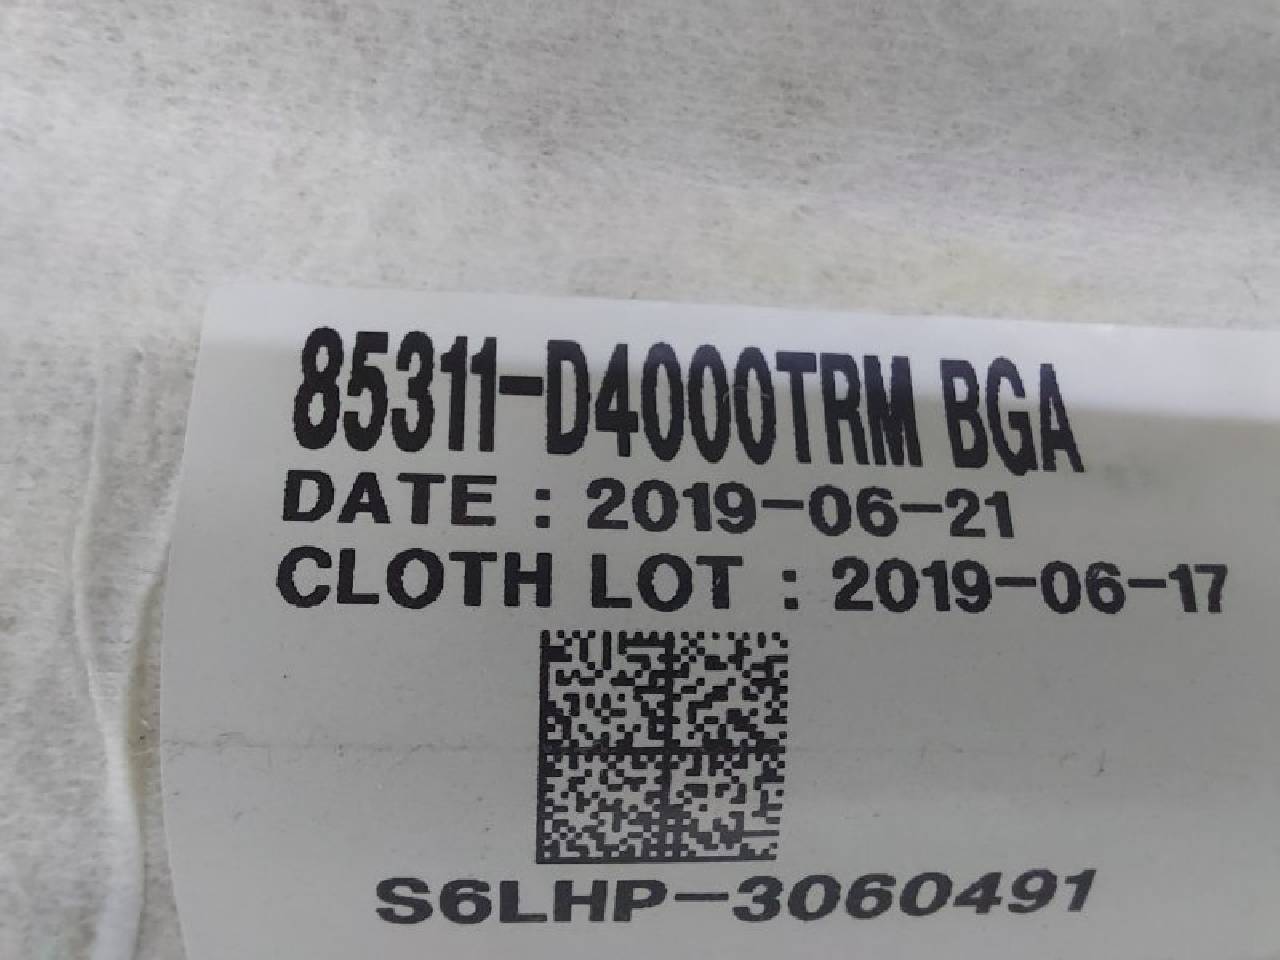 85311-D4000TRM BGA
DATE : 2019-06-21
CLOTH LOT : 2019-06-17
S6LHP-3060491